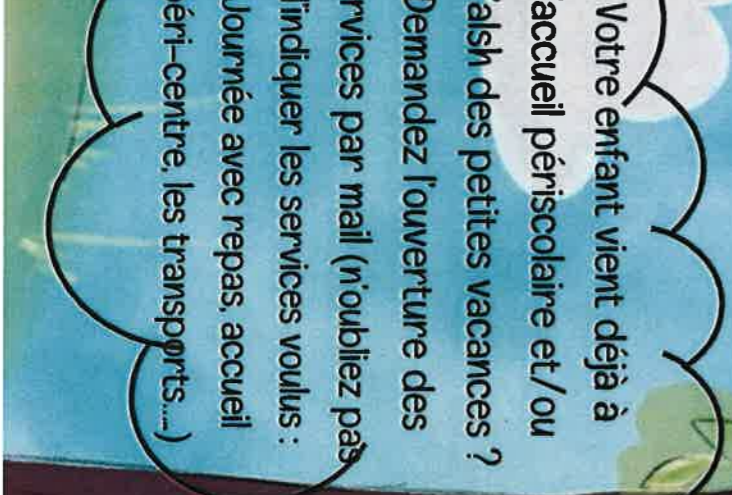 Votre enfant vient déjà à
accueil périscolaire et/ou
alsh des petites vacances ?
Demandez l'ouverture des
rvices par mail (n'oubliez pas
'indiquer les services voulus :
Journée avec repas, accueil
éri-centre, les transports....)